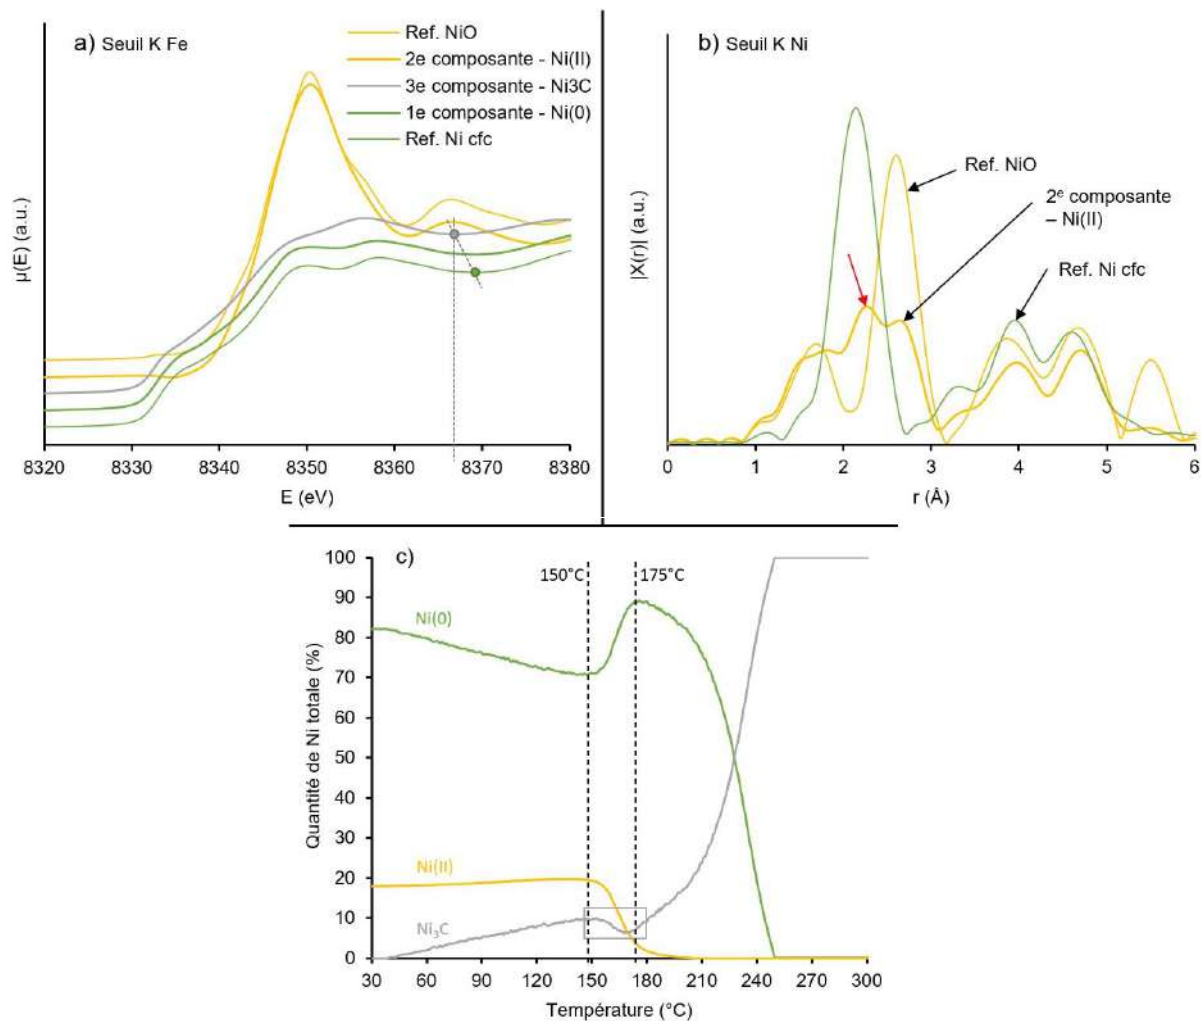 a) Seuil K Fe
Ref. NiO
2e composante - Ni(II)
3e composante - Ni3C
1e composante - Ni(0)
Ref. Ni cfc
µ(E) (a.u.)
8320 8330 8340 8350 8360 8370 8380
E (eV)
b) Seuil K Ni
Ref. NiO
2e composante
– Ni(II)
Ref. Ni cfc
|X(r)| (a.u.)
0 1 2 3 4 5 6
r (Å)
c)
150°C
175°C
Ni(0)
Ni(II)
Ni₃C
Quantité de Ni totale (%)
100
90
80
70
60
50
40
30
20
10
0
30 60 90 120 150 180 210 240 270 300
Température (°C)